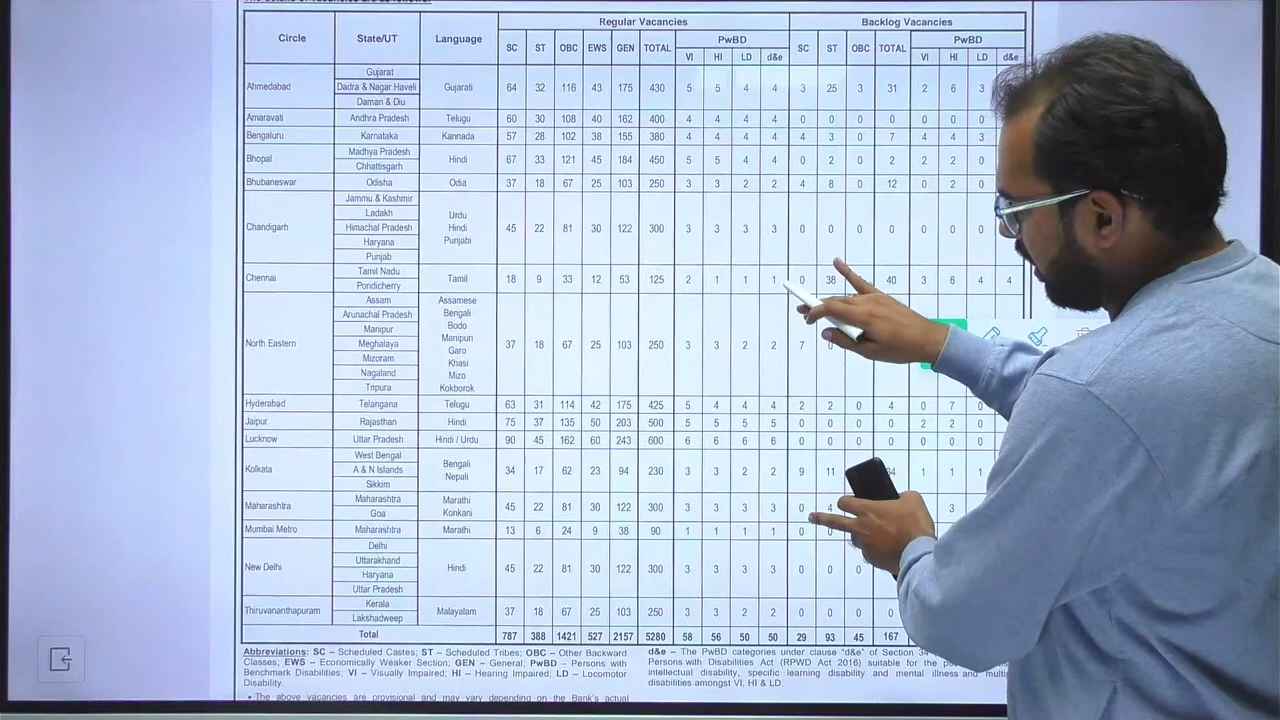 Circle State/UT Language Regular Vacancies Backlog Vacancies
SC ST OBC EWS GEN TOTAL PwBD SC ST OBC TOTAL PwBD
VI HI LD d&e VI HI LD
Ahmedabad Gujarat Gujarati 64 32 116 43 175 430 5 5 4 4 3 25 3 31 2 6 3
Dadra & Nagar Haveli
Daman & Diu
Amaravati Andhra Pradesh Telugu 60 30 108 40 162 400 4 4 4 4 0 0 0 0 0 0 0
Bengaluru Karnataka Kannada 57 28 102 38 155 380 4 4 4 4 4 3 0 7 4 4 3
Bhopal Madhya Pradesh Hindi 67 33 121 45 184 450 5 5 4 4 0 2 0 2 2 2 0
Chhattisgarh
Bhubaneswar Odisha Odia 37 18 67 25 103 250 3 3 2 2 4 8 0 12 0 2 0
Chandigarh Jammu & Kashmir Urdu 45 22 81 30 122 300 3 3 3 3 0 0 0 0 0 0 0
Ladakh Hindi
Himachal Pradesh Punjabi
Haryana
Punjab
Chennai Tamil Nadu Tamil 18 9 33 12 53 125 2 1 1 1 0 38 40 3 6 4 4
Pondicherry
North Eastern Assam Assamese 37 18 67 25 103 250 3 3 2 2 7 0
Arunachal Pradesh Bengali
Manipur Bodo
Meghalaya Manipuri
Mizoram Garo
Nagaland Khasi
Tripura Mizo
Kokborok
Hyderabad Telangana Telugu 63 31 114 42 175 425 5 4 4 4 2 2 0 4 0 7 0
Jaipur Rajasthan Hindi 75 37 135 50 203 500 5 5 5 5 0 0 0 0 2 2 0
Lucknow Uttar Pradesh Hindi / Urdu 90 45 162 60 243 600 6 6 6 6 0 0 0 0 0 0 0
Kolkata West Bengal Bengali 34 17 62 23 94 230 3 3 2 2 9 11 1 1 1
A & N Islands Nepali
Sikkim
Maharashtra Maharashtra Marathi 45 22 81 30 122 300 3 3 3 3 0 4 3
Goa Konkani
Mumbai Metro Maharashtra Marathi 13 6 24 9 38 90 1 1 1 1 0 0
New Delhi Delhi Hindi 45 22 81 30 122 300 3 3 3 3 0 0 0
Uttarakhand
Haryana
Uttar Pradesh
Thiruvananthapuram Kerala Malayalam 37 18 67 25 103 250 3 3 2 2 0 0 0 0
Lakshadweep
Total 787 388 1421 527 2157 5280 58 56 50 50 29 93 45 167
Abbreviations: SC – Scheduled Castes; ST – Scheduled Tribes; OBC – Other Backward
Classes; EWS – Economically Weaker Section; GEN – General; PwBD – Persons with
Benchmark Disabilities; VI – Visually Impaired; HI – Hearing Impaired; LD – Locomotor
Disability.
• The above vacancies are provisional and may vary depending on the Bank's actual
d&e – The PwBD categories under clause "d&e" of Section 34
Persons with Disabilities Act (RPWD Act 2016) suitable for the
intellectual disability, specific learning disability and mental illness and
disabilities amongst VI, HI & LD.